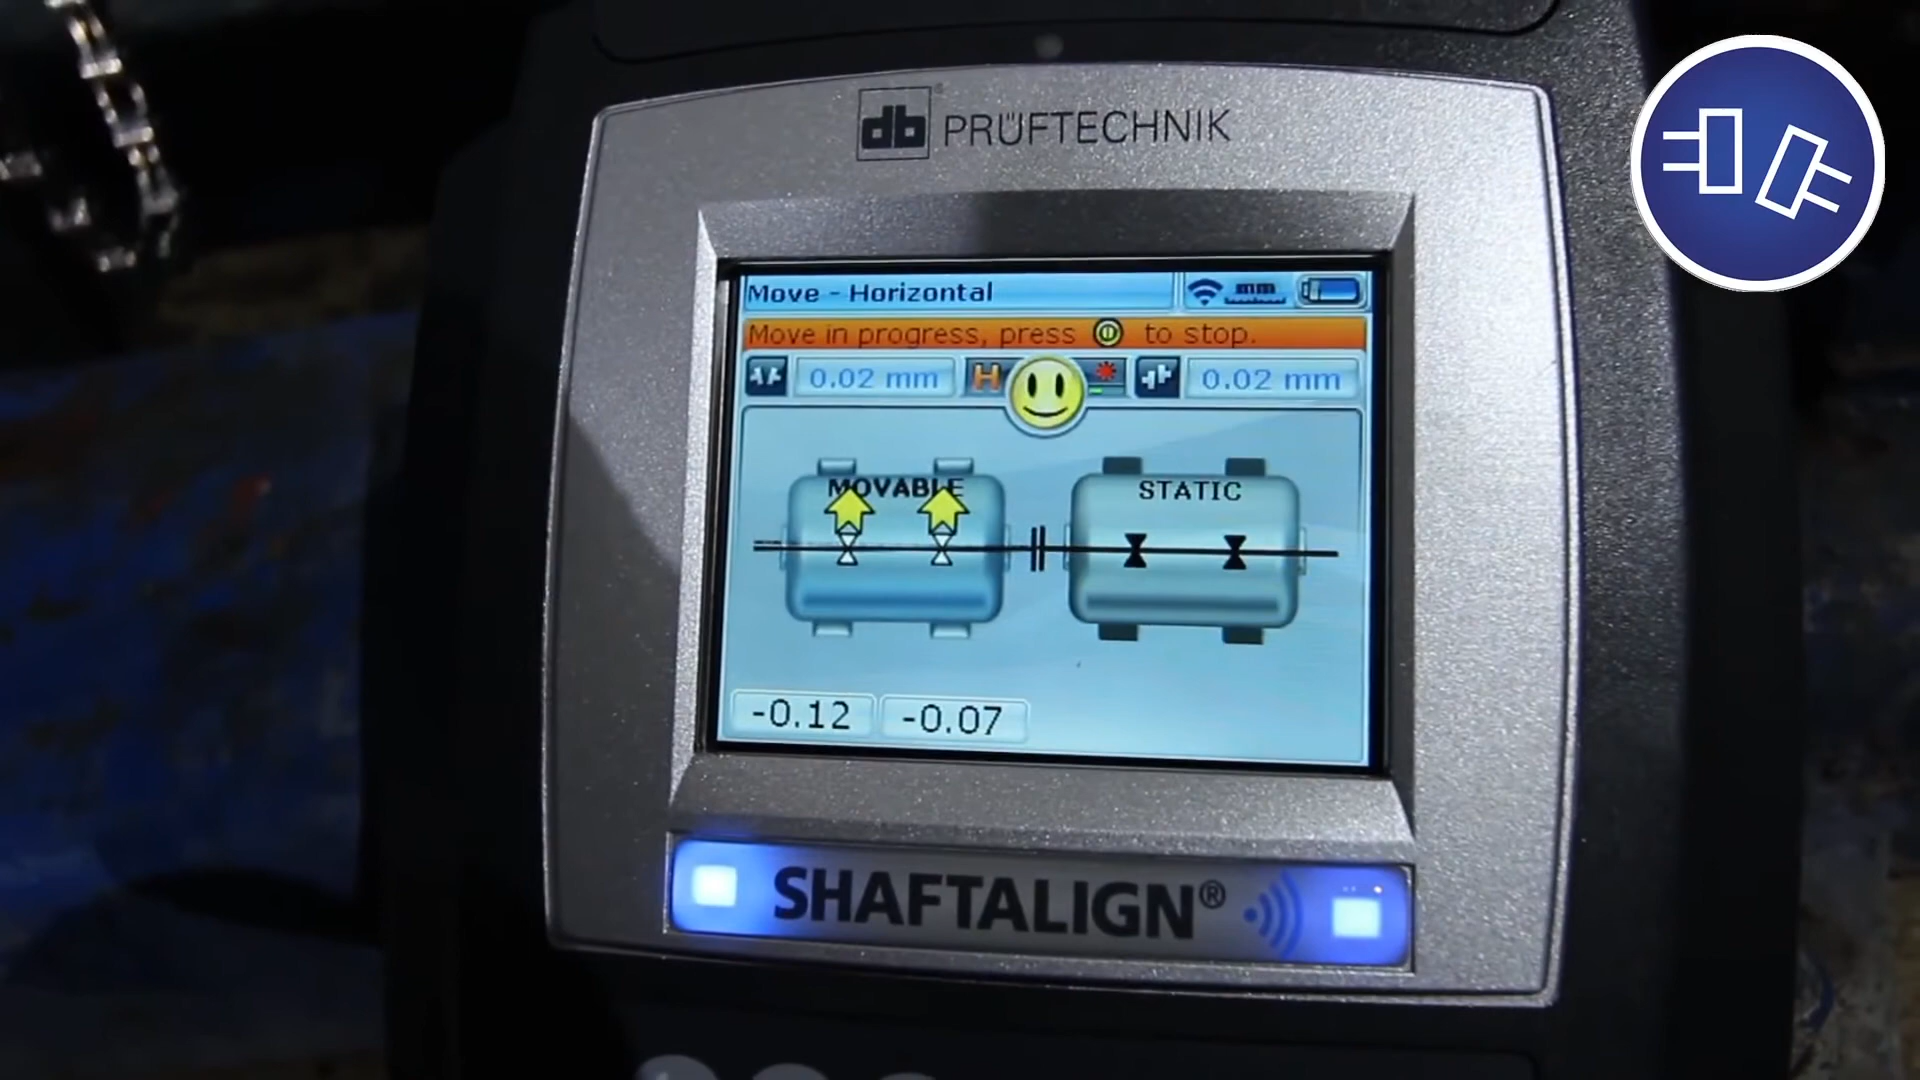 db® PRÜFTECHNIK
Move - Horizontal mm
Move in progress, press to stop.
0.02 mm H 0.02 mm
MOVABLE STATIC
-0.12 -0.07
SHAFTALIGN®